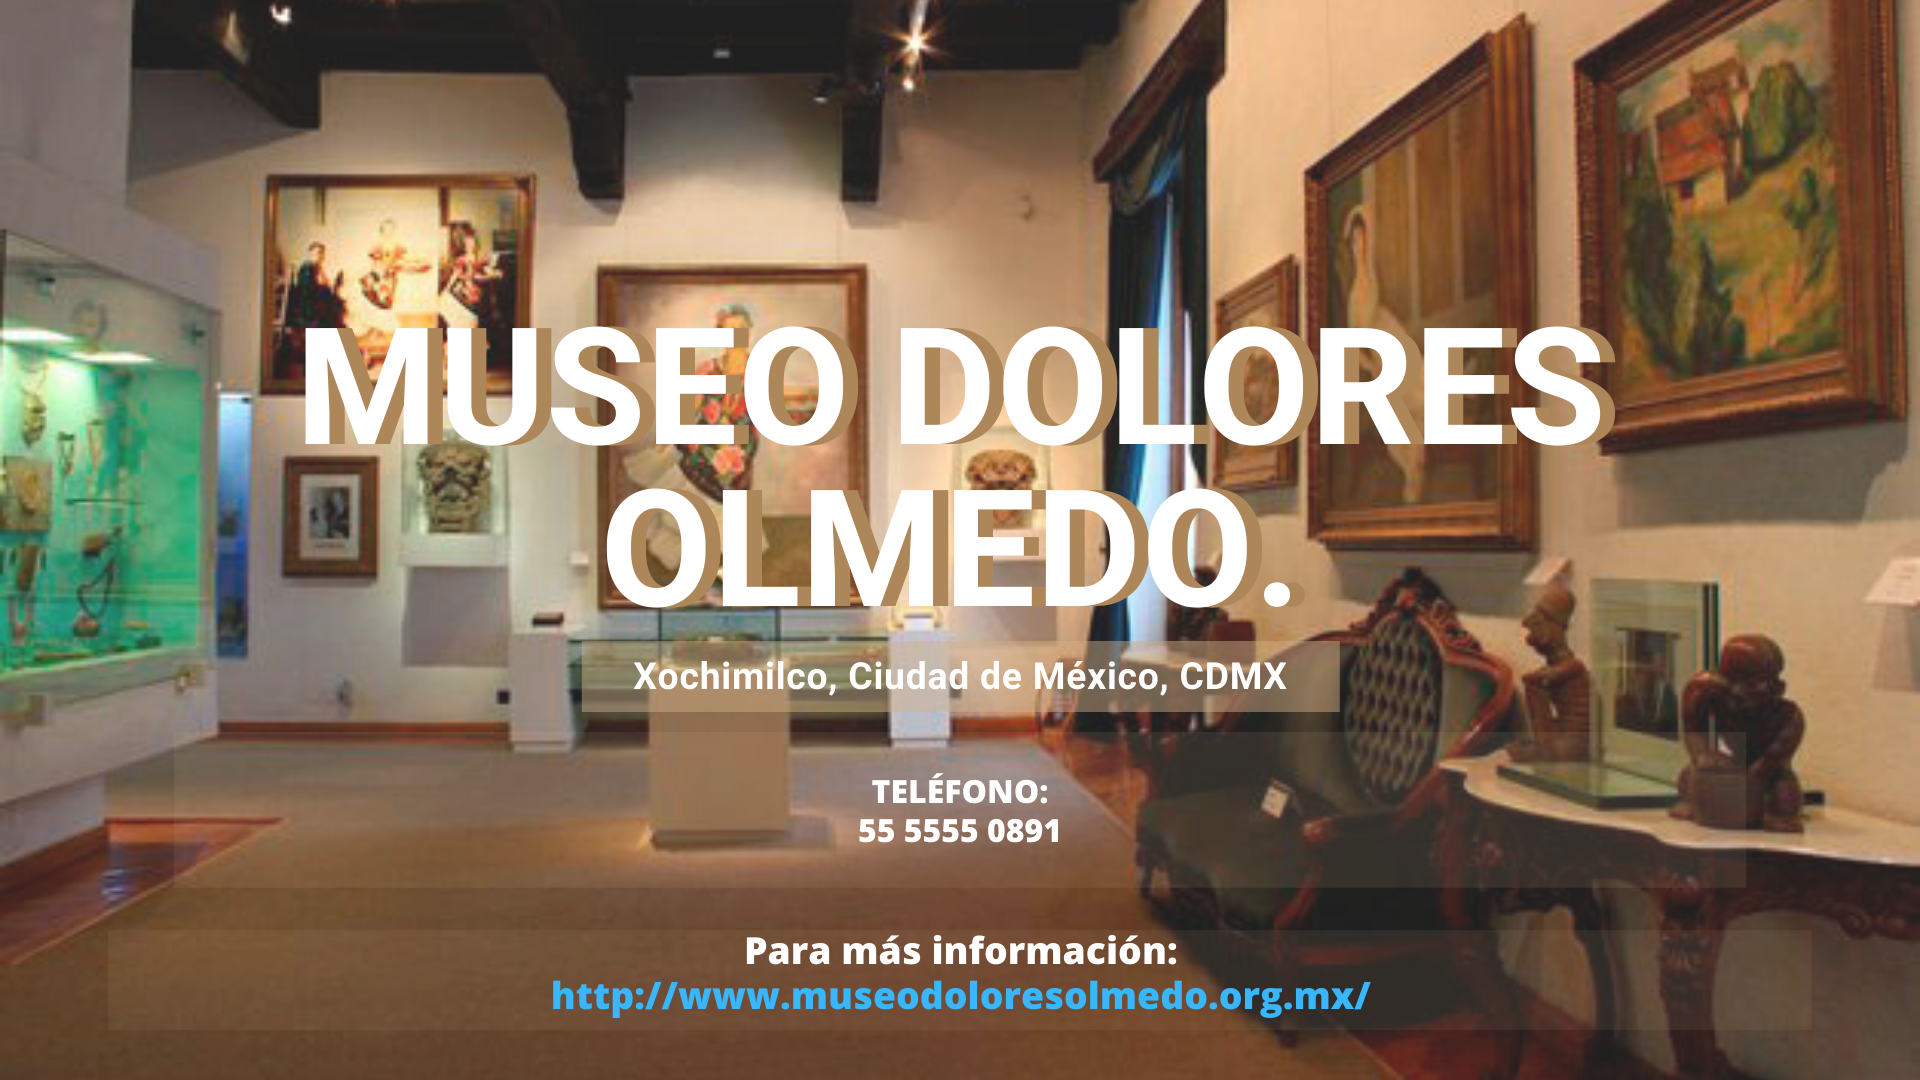 MUSEO DOLORES
OLMEDO.
Xochimilco, Ciudad de México, CDMX
TELÉFONO:
55 5555 0891
Para más información:
http://www.museodoloresolmedo.org.mx/